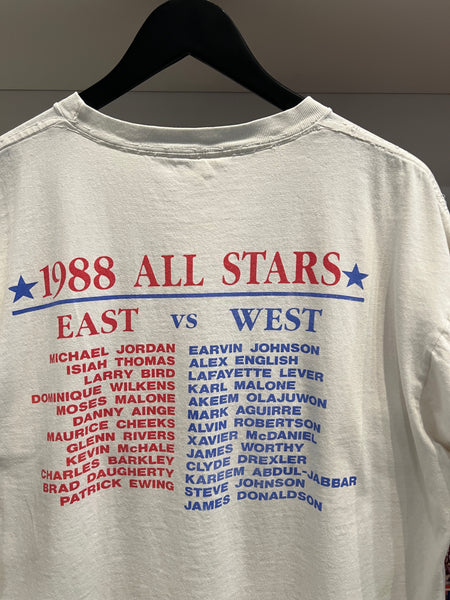 1988 ALL STARS
EAST VS WEST
MICHAEL JORDAN
ISIAH THOMAS
LARRY BIRD
DOMINIQUE WILKENS
MOSES MALONE
DANNY AINGE
MAURICE CHEEKS
GLENN RIVERS
KEVIN McHALE
CHARLES BARKLEY
BRAD DAUGHERTY
PATRICK EWING
EARVIN JOHNSON
ALEX ENGLISH
LAFAYETTE LEVER
KARL MALONE
AKEEM OLAJUWON
MARK AGUIRRE
ALVIN ROBERTSON
XAVIER McDANIEL
JAMES WORTHY
CLYDE DREXLER
KAREEM ABDUL-JABBAR
STEVE JOHNSON
JAMES DONALDSON